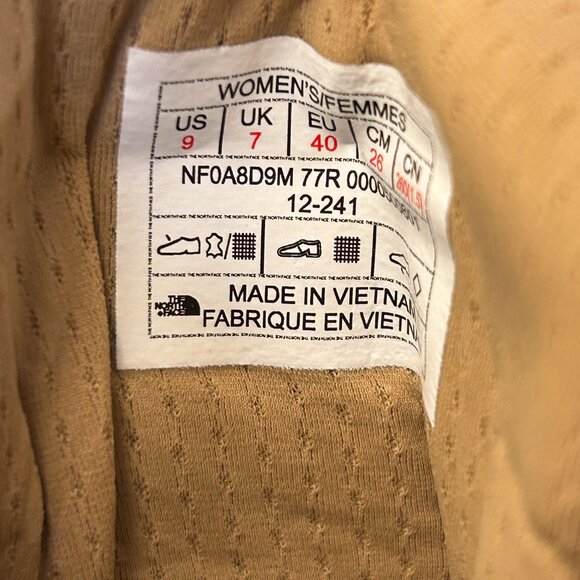 WOMEN'S/FEMMES
US UK EU CM CN
9 7 40 26
NF0A8D9M 77R
12-241
THE NORTH FACE
MADE IN VIETNAM
FABRIQUE EN